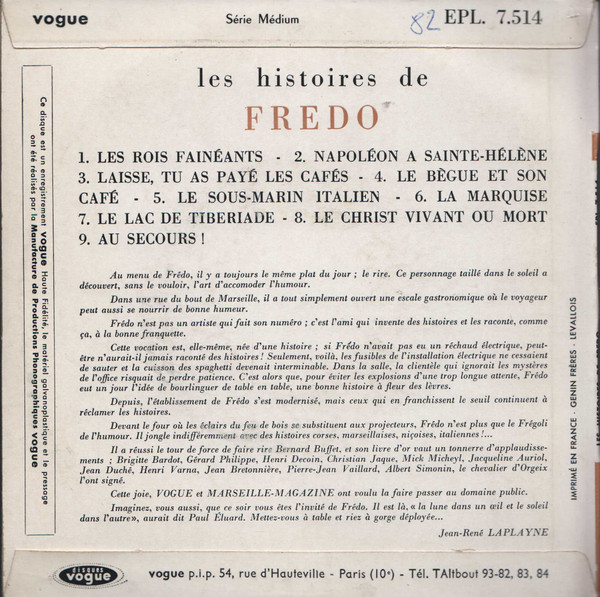 vogue
Série Médium
82
EPL. 7.514
les histoires de
FREDO
1. LES ROIS FAINÉANTS - 2. NAPOLÉON A SAINTE-HÉLÈNE
3. LAISSE, TU AS PAYÉ LES CAFÉS - 4. LE BÈGUE ET SON
CAFÉ - 5. LE SOUS-MARIN ITALIEN - 6. LA MARQUISE
7. LE LAC DE TIBERIADE - 8. LE CHRIST VIVANT OU MORT
9. AU SECOURS !
Ce disque est un enregistrement vogue Haute Fidélité, le matériel galvanoplastique et le pressage
ont été réalisés par la Manufacture de Productions Phonographiques vogue
Au menu de Frédo, il y a toujours le même plat du jour ; le rire. Ce personnage taillé dans le soleil a
découvert, sans le vouloir, l'art d'accomoder l'humour.
Dans une rue du bout de Marseille, il a tout simplement ouvert une escale gastronomique où le voyageur
peut aussi se nourrir de bonne humeur.
Frédo n'est pas un artiste qui fait son numéro ; c'est l'ami qui invente des histoires et les raconte, comme
ça, à la bonne franquette.
Cette vocation est, elle-même, née d'une histoire ; si Frédo n'avait pas eu un réchaud électrique, peut-
être n'aurait-il jamais raconté des histoires ! Seulement, voilà, les fusibles de l'installation électrique ne cessaient
de sauter et la cuisson des spaghetti devenait interminable. Dans la salle, la clientèle qui ignorait les mystères
de l'office risquait de perdre patience. C'est alors que, pour éviter les explosions d'une trop longue attente, Frédo
eut un jour l'idée de bourlinguer de table en table, une bonne histoire à fleur des lèvres.
Depuis, l'établissement de Frédo s'est modernisé, mais ceux qui en franchissent le seuil continuent à
réclamer les histoires.
Devant le four où les éclairs du feu de bois se substituent aux projecteurs, Frédo n'est plus que le Frégoli
de l'humour. Il jongle indifféremment avec des histoires corses, marseillaises, niçoises, italiennes !...
Il a réussi le tour de force de faire rire Bernard Buffet, et son livre d'or vaut un tonnerre d'applaudisse-
ments ; Brigitte Bardot, Gérard Philippe, Henri Decoin, Christian Jaque, Mick Micheyl, Jacqueline Auriol,
Jean Duché, Henri Varna, Jean Bretonnière, Pierre-Jean Vaillard, Albert Simonin, le chevalier d'Orgeix
l'ont signé.
Cette joie, VOGUE et MARSEILLE-MAGAZINE ont voulu la faire passer au domaine public.
Imaginez, vous aussi, que ce soir vous êtes l'invité de Frédo. Il est là, « la lune dans un œil et le soleil
dans l'autre», aurait dit Paul Éluard. Mettez-vous à table et riez à gorge déployée...
Jean-René LAPLAYNE
IMPRIMÉ EN FRANCE - GENIN FRÈRES - LEVALLOIS
disques
vogue
vogue p.i.p. 54, rue d'Hauteville - Paris (10e) - Tél. TAItbout 93-82, 83, 84